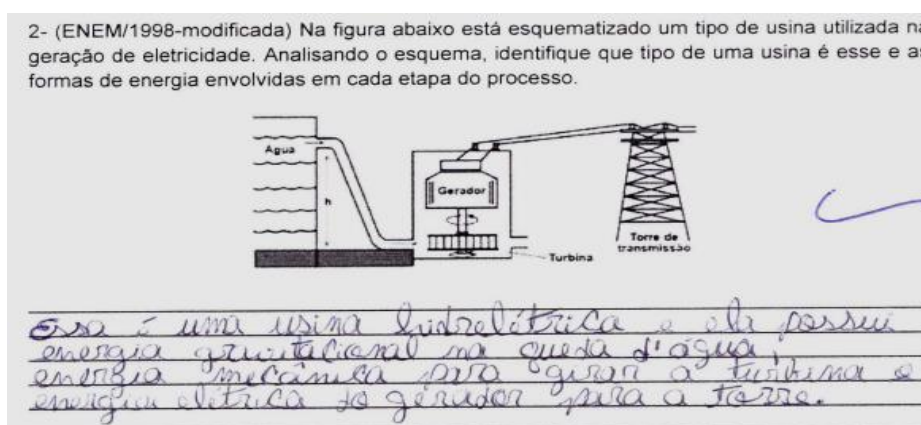 2- (ENEM/1998-modificada) Na figura abaixo está esquematizado um tipo de usina utilizada na
geração de eletricidade. Analisando o esquema, identifique que tipo de uma usina é esse e as
formas de energia envolvidas em cada etapa do processo.
Água
h
Gerador
Turbina
Torre de
transmissão
Essa é uma usina hidrelétrica e ela possui
energia gravitacional na queda d'água,
energia mecânica para girar a turbina e
energia elétrica do gerador para a torre.